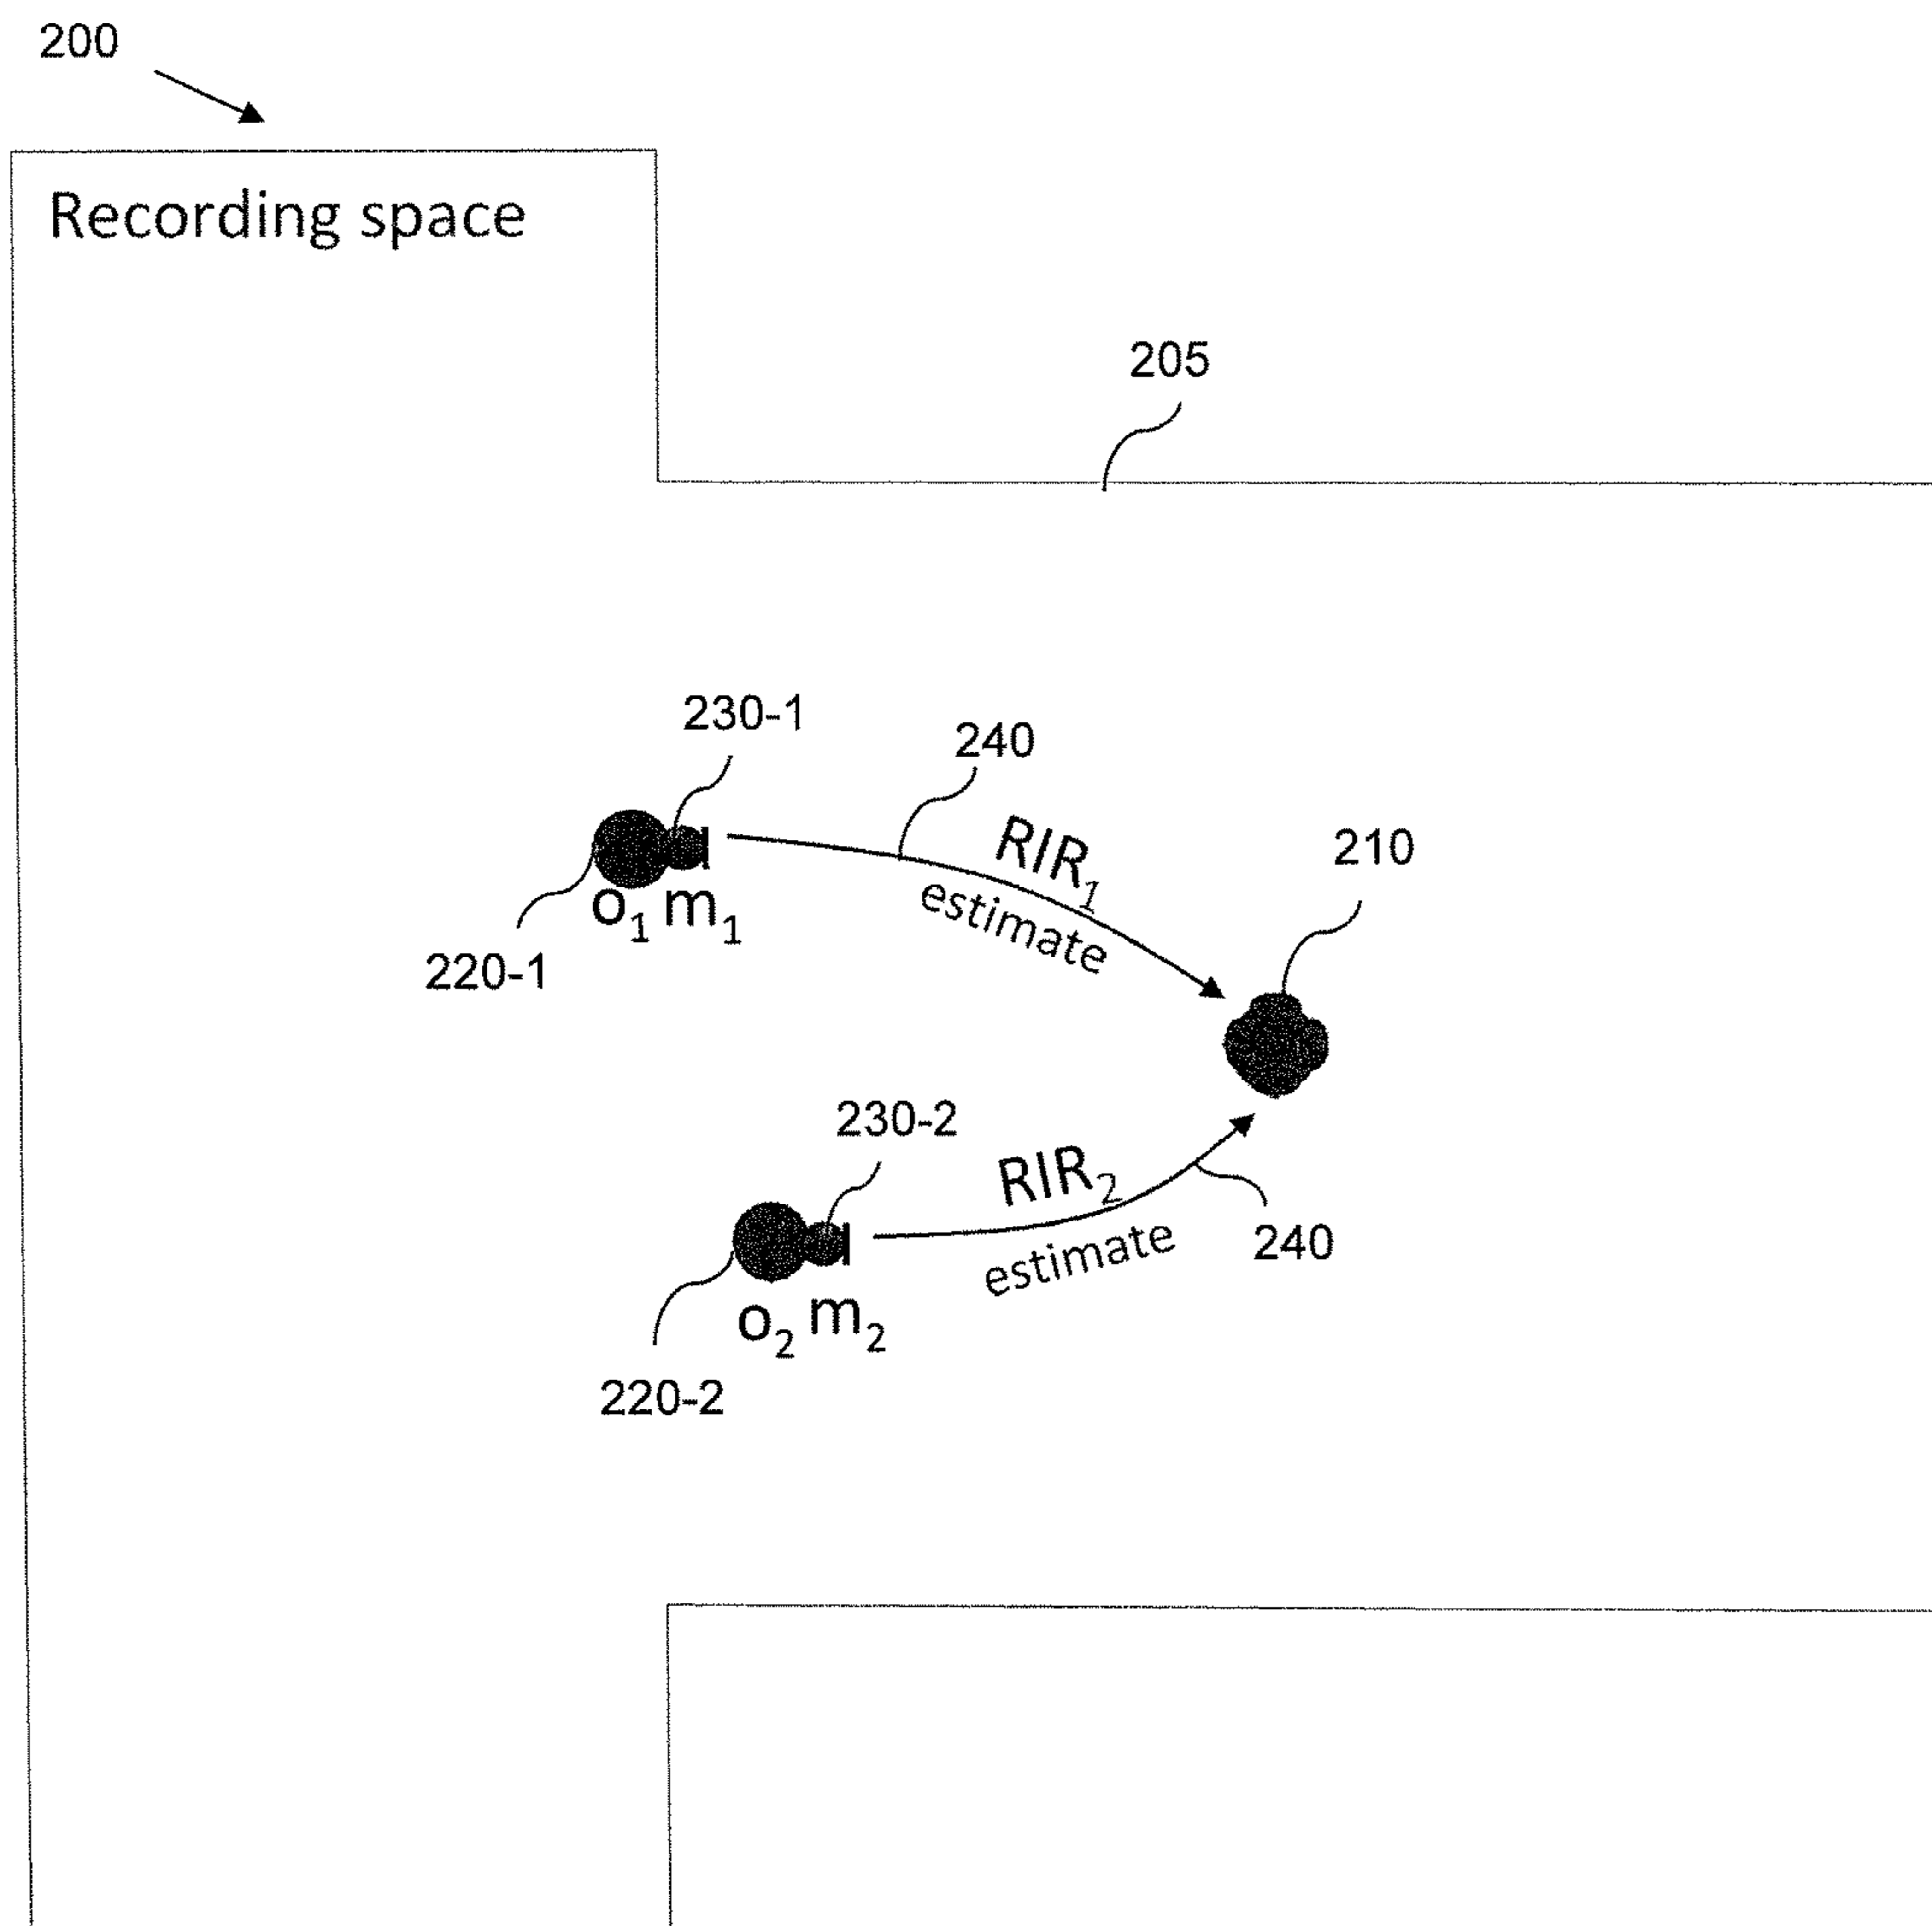 200
Recording space
205
230-1
240
RIR₁
estimate
210
o₁ m₁
220-1
230-2
RIR₂
estimate
240
o₂ m₂
220-2